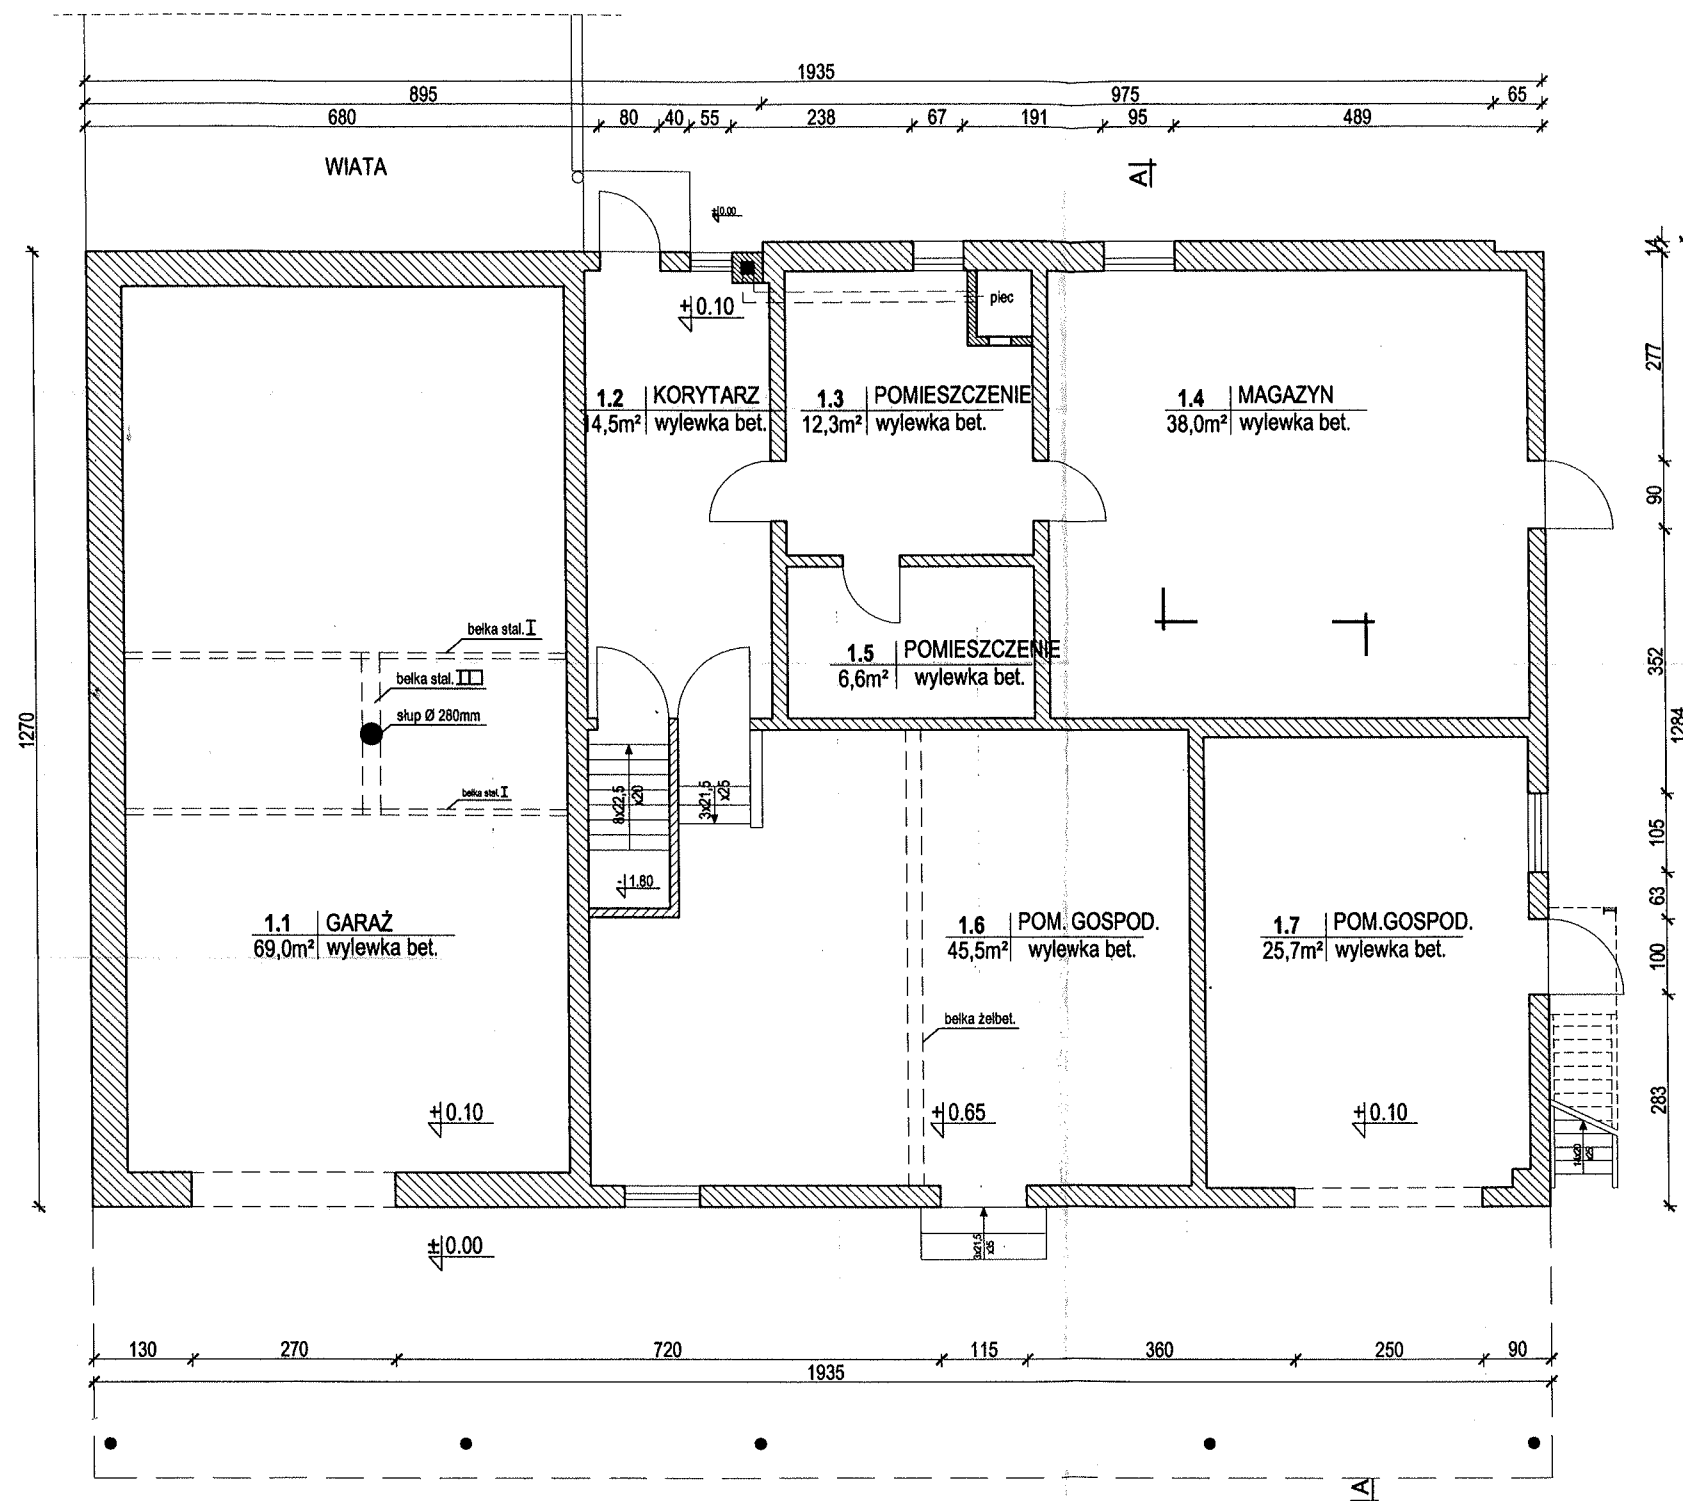 1935
895 975 65
680 80 40 55 238 67 191 95 489
WIATA
A
±0.00
14
+0.10
piec
277
1.2 KORYTARZ
14,5m² wylewka bet.
1.3 POMIESZCZENIE
12,3m² wylewka bet.
1.4 MAGAZYN
38,0m² wylewka bet.
90
belka stal. I
belka stal.
słup Ø 280mm
1.5 POMIESZCZENIE
6,6m² wylewka bet.
352
1270
1284
belka stal. I
8x22,5
x20
3x21,5
x25
105
-1.80
63
1.1 GARAŻ
69,0m² wylewka bet.
1.6 POM. GOSPOD.
45,5m² wylewka bet.
1.7 POM.GOSPOD.
25,7m² wylewka bet.
100
belka żelbet.
+0.10
+0.65
+0.10
283
14x20
x25
±0.00
3x21,5
x35
130 270 720 115 360 250 90
1935
A